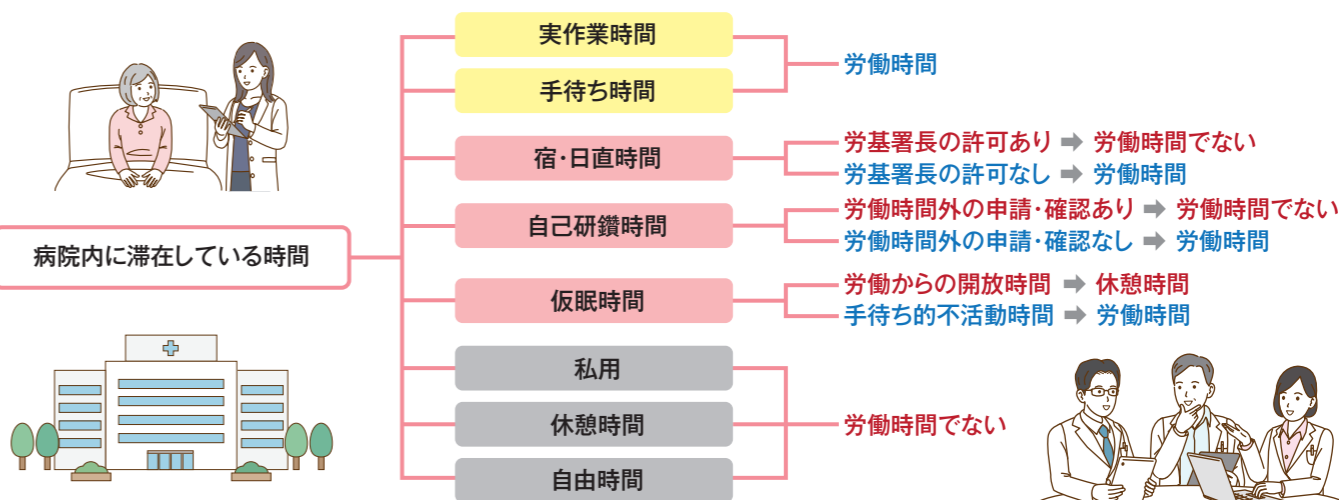 病院内に滞在している時間
実作業時間
手待ち時間
労働時間
宿・日直時間
労基署長の許可あり ➡ 労働時間でない
労基署長の許可なし ➡ 労働時間
自己研鑽時間
労働時間外の申請・確認あり ➡ 労働時間でない
労働時間外の申請・確認なし ➡ 労働時間
仮眠時間
労働からの開放時間 ➡ 休憩時間
手待ち的不活動時間 ➡ 労働時間
私用
休憩時間
自由時間
労働時間でない